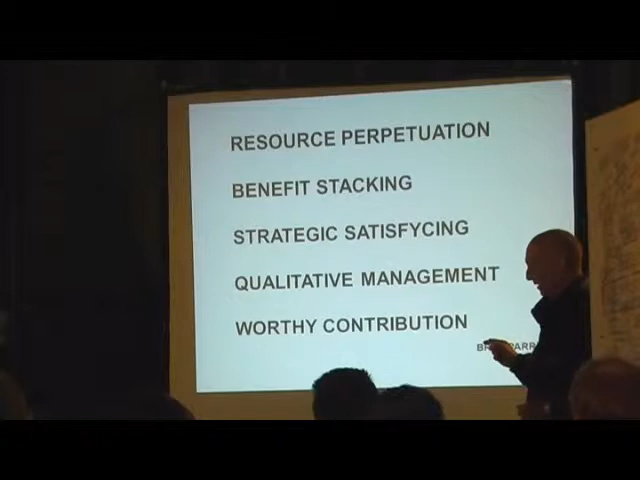 RESOURCE PERPETUATION
BENEFIT STACKING
STRATEGIC SATISFYCING
QUALITATIVE MANAGEMENT
WORTHY CONTRIBUTION